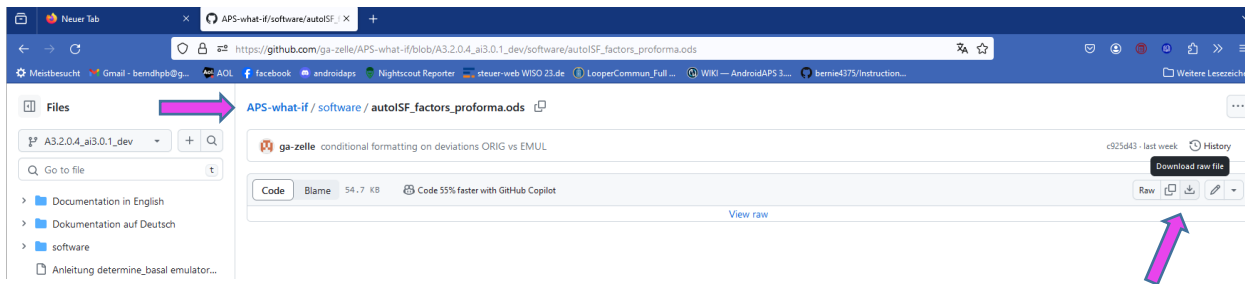 Neuer Tab
APS-what-if/software/autoISF_f
https://github.com/ga-zelle/APS-what-if/blob/A3.2.0.4_ai3.0.1_dev/software/autoISF_factors_proforma.ods
Meistbesucht Gmail - berndhpb@g... AOL facebook androidaps Nightscout Reporter steuer-web WISO 23.de LooperCommun_Full ... WIKI — AndroidAPS 3.... bernie4375/Instruction... Weitere Lesezeiche
Files
APS-what-if / software / autoISF_factors_proforma.ods
A3.2.0.4_ai3.0.1_dev
ga-zelle conditional formatting on deviations ORIG vs EMUL
c925d43 · last week History
Go to file t
Download raw file
Code Blame 54.7 KB Code 55% faster with GitHub Copilot
Raw
View raw
Documentation in English
Dokumentation auf Deutsch
software
Anleitung determine_basal emulator...